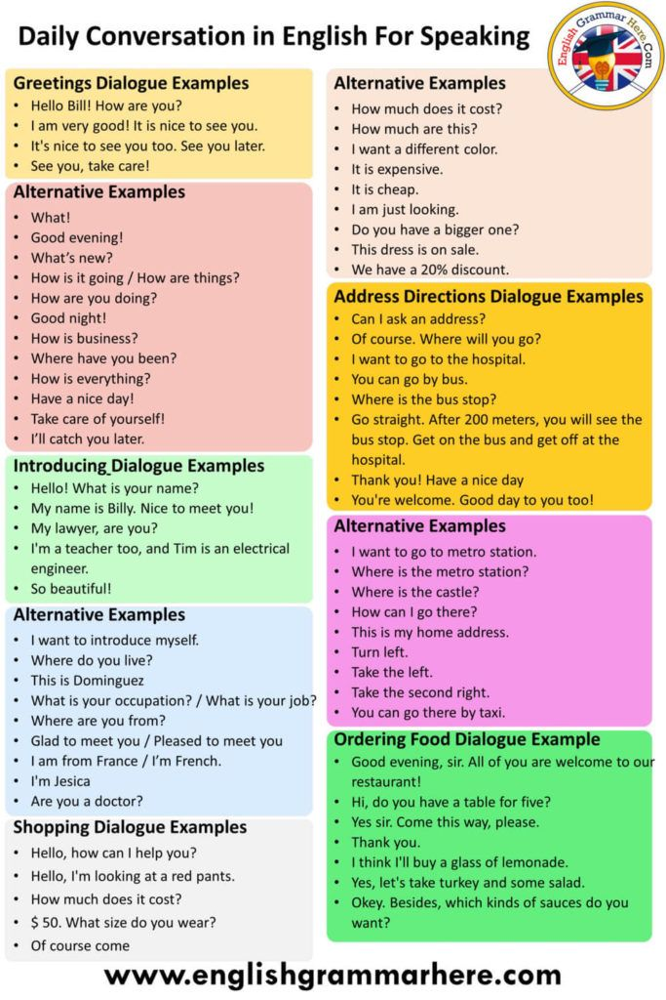 Daily Conversation in English For Speaking
English Grammar Here.Com
Greetings Dialogue Examples
• Hello Bill! How are you?
• I am very good! It is nice to see you.
• It's nice to see you too. See you later.
• See you, take care!
Alternative Examples
• What!
• Good evening!
• What’s new?
• How is it going / How are things?
• How are you doing?
• Good night!
• How is business?
• Where have you been?
• How is everything?
• Have a nice day!
• Take care of yourself!
• I’ll catch you later.
Introducing Dialogue Examples
• Hello! What is your name?
• My name is Billy. Nice to meet you!
• My lawyer, are you?
• I'm a teacher too, and Tim is an electrical
engineer.
• So beautiful!
Alternative Examples
• I want to introduce myself.
• Where do you live?
• This is Dominguez
• What is your occupation? / What is your job?
• Where are you from?
• Glad to meet you / Pleased to meet you
• I am from France / I’m French.
• I'm Jesica
• Are you a doctor?
Shopping Dialogue Examples
• Hello, how can I help you?
• Hello, I'm looking at a red pants.
• How much does it cost?
• $ 50. What size do you wear?
• Of course come
Alternative Examples
• How much does it cost?
• How much are this?
• I want a different color.
• It is expensive.
• It is cheap.
• I am just looking.
• Do you have a bigger one?
• This dress is on sale.
• We have a 20% discount.
Address Directions Dialogue Examples
• Can I ask an address?
• Of course. Where will you go?
• I want to go to the hospital.
• You can go by bus.
• Where is the bus stop?
• Go straight. After 200 meters, you will see the
bus stop. Get on the bus and get off at the
hospital.
• Thank you! Have a nice day
• You're welcome. Good day to you too!
Alternative Examples
• I want to go to metro station.
• Where is the metro station?
• Where is the castle?
• How can I go there?
• This is my home address.
• Turn left.
• Take the left.
• Take the second right.
• You can go there by taxi.
Ordering Food Dialogue Example
• Good evening, sir. All of you are welcome to our
restaurant!
• Hi, do you have a table for five?
• Yes sir. Come this way, please.
• Thank you.
• I think I'll buy a glass of lemonade.
• Yes, let's take turkey and some salad.
• Okey. Besides, which kinds of sauces do you
want?
www.englishgrammarhere.com